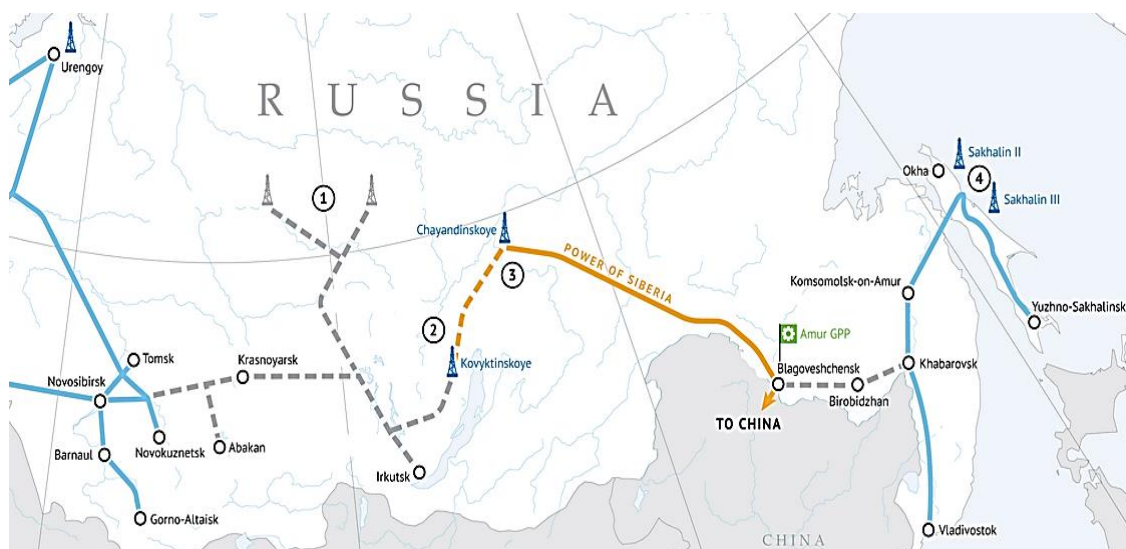 Urengoy
RUSSIA
1
Okha
Sakhalin II
4
Sakhalin III
Chayandinskoye
3
POWER OF SIBERIA
Komsomolsk-on-Amur
Yuzhno-Sakhalinsk
2
Kovyktinskoye
Amur GPP
Tomsk
Krasnoyarsk
Novosibirsk
Blagoveshchensk
Khabarovsk
Birobidzhan
TO CHINA
Barnaul
Novokuznetsk
Abakan
Irkutsk
Gorno-Altaisk
Vladivostok
CHINA